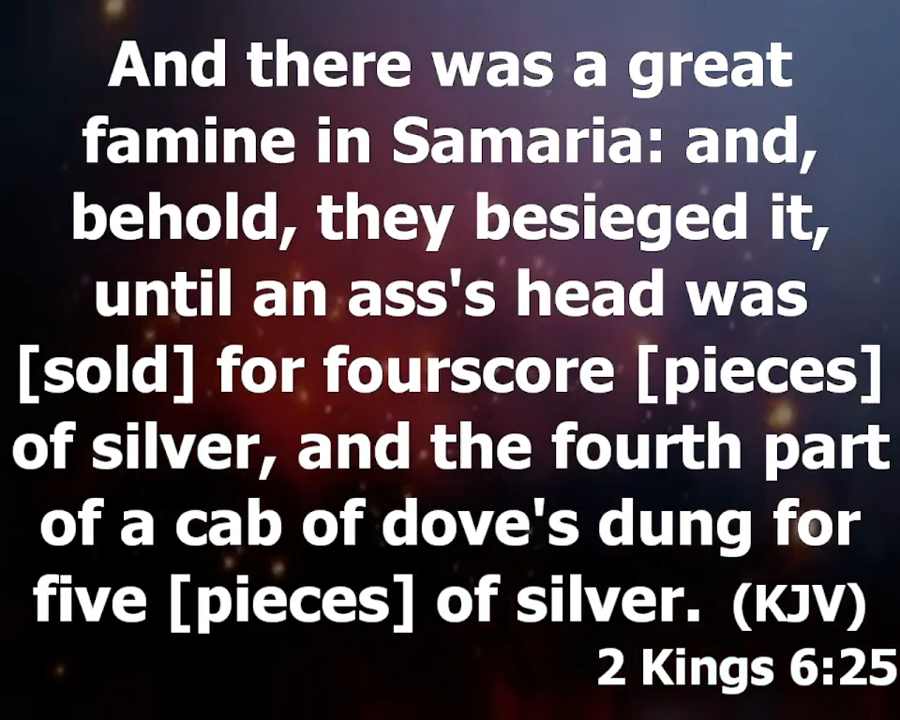 And there was a great
famine in Samaria: and,
behold, they besieged it,
until an ass's head was
[sold] for fourscore [pieces]
of silver, and the fourth part
of a cab of dove's dung for
five [pieces] of silver. (KJV)
2 Kings 6:25